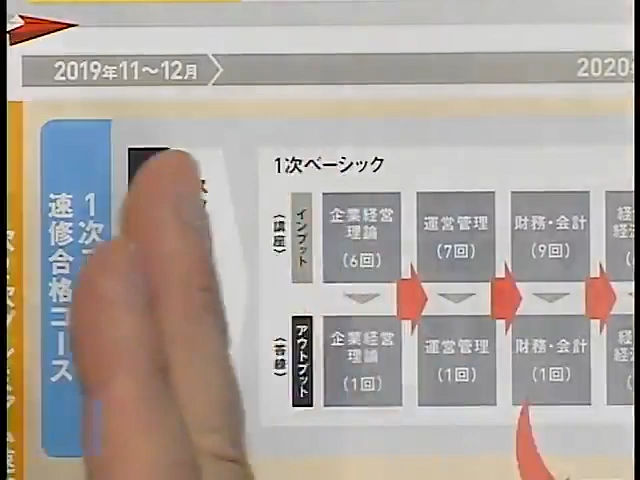 2019年11～12月
2020
1次
速修合格コース
1次ベーシック
インプット
(講座)
企業経営
理論
(6回)
運営管理
(7回)
財務・会計
(9回)
アウトプット
(答練)
企業経営
理論
(1回)
運営管理
(1回)
財務・会計
(1回)